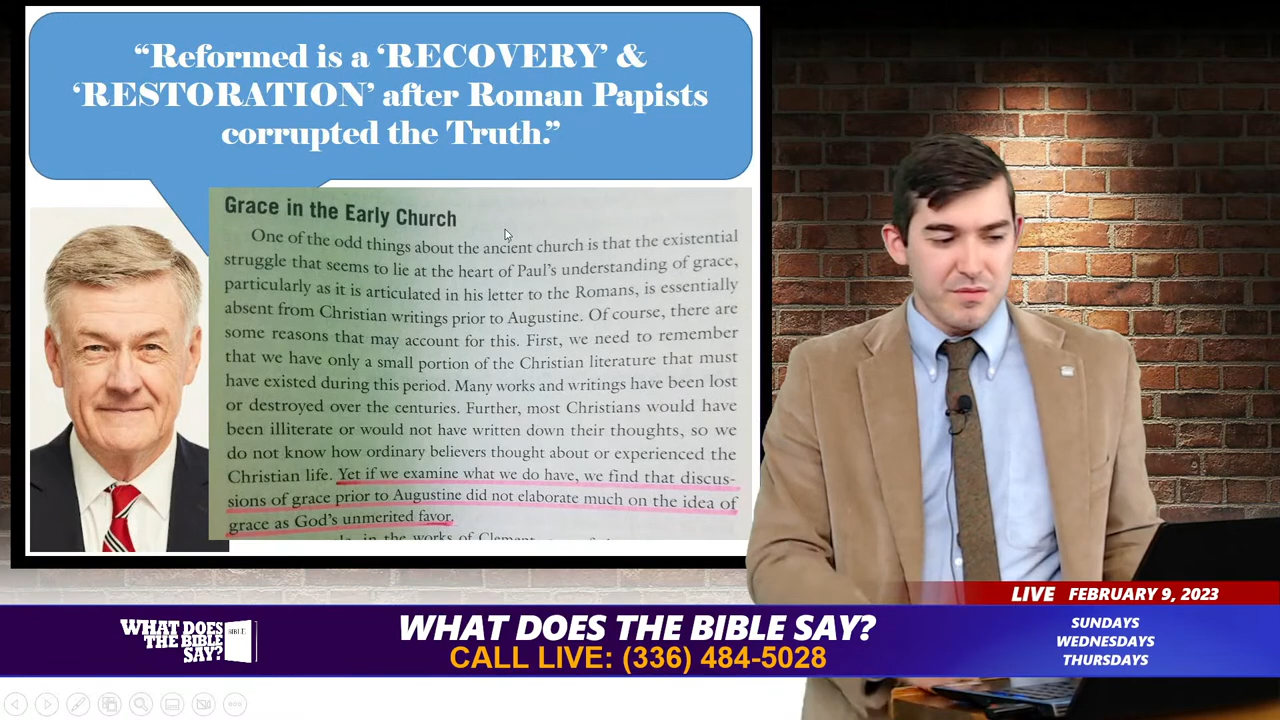 “Reformed is a ‘RECOVERY’ &
‘RESTORATION’ after Roman Papists
corrupted the Truth.”
Grace in the Early Church
One of the odd things about the ancient church is that the existential
struggle that seems to lie at the heart of Paul's understanding of grace,
particularly as it is articulated in his letter to the Romans, is essentially
absent from Christian writings prior to Augustine. Of course, there are
some reasons that may account for this. First, we need to remember
that we have only a small portion of the Christian literature that must
have existed during this period. Many works and writings have been lost
or destroyed over the centuries. Further, most Christians would have
been illiterate or would not have written down their thoughts, so we
do not know how ordinary believers thought about or experienced the
Christian life. Yet if we examine what we do have, we find that discus-
sions of grace prior to Augustine did not elaborate much on the idea of
grace as God's unmerited favor.
in the works of
LIVE FEBRUARY 9, 2023
WHAT DOES
THE BIBLE
SAY?
BIBLE
WHAT DOES THE BIBLE SAY?
CALL LIVE: (336) 484-5028
SUNDAYS
WEDNESDAYS
THURSDAYS